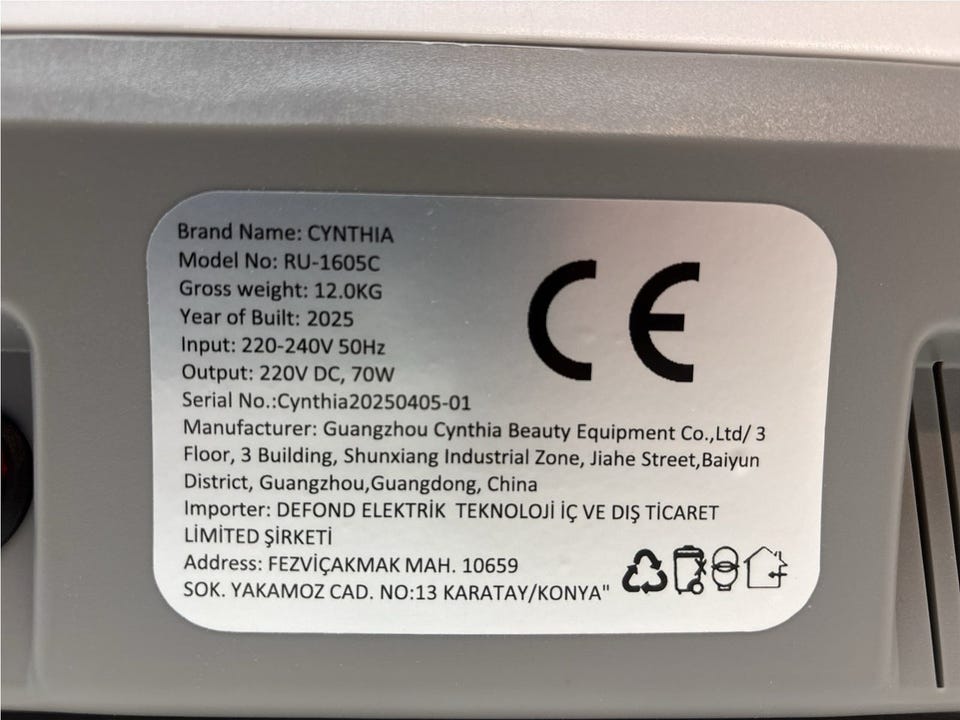 Brand Name: CYNTHIA
Model No: RU-1605C
Gross weight: 12.0KG
Year of Built: 2025
Input: 220-240V 50Hz
Output: 220V DC, 70W
Serial No.:Cynthia20250405-01
Manufacturer: Guangzhou Cynthia Beauty Equipment Co.,Ltd/ 3
Floor, 3 Building, Shunxiang Industrial Zone, Jiahe Street,Baiyun
District, Guangzhou,Guangdong, China
Importer: DEFOND ELEKTRİK TEKNOLOJİ İÇ VE DIŞ TİCARET
LİMİTED ŞİRKETİ
Address: FEZVİÇAKMAK MAH. 10659
SOK. YAKAMOZ CAD. NO:13 KARATAY/KONYA"
CE